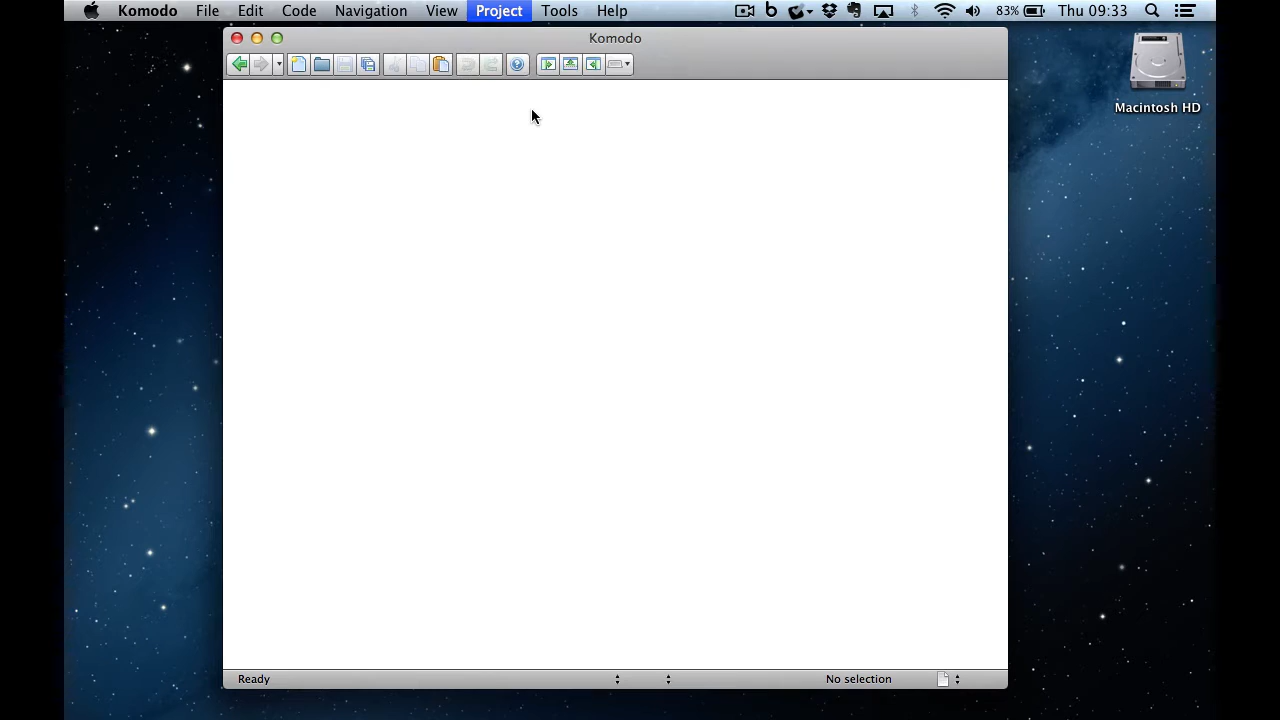 Komodo File Edit Code Navigation View Project Tools Help 83% Thu 09:33
Komodo
Macintosh HD
Ready No selection